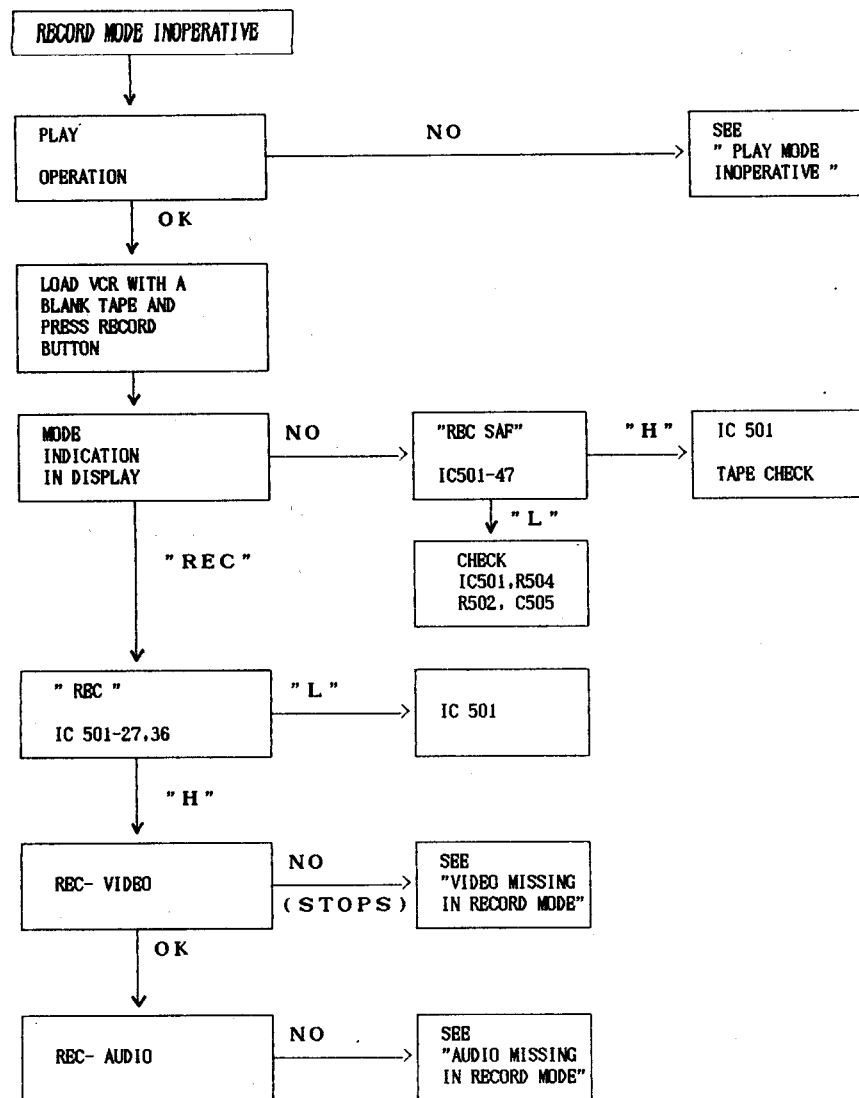 RECORD MODE INOPERATIVE
PLAY
OPERATION
NO
SEE
" PLAY MODE
INOPERATIVE "
OK
LOAD VCR WITH A
BLANK TAPE AND
PRESS RECORD
BUTTON
MODE
INDICATION
IN DISPLAY
NO
"REC SAF"
IC501-47
"H"
IC 501
TAPE CHECK
"L"
CHECK
IC501,R504
R502, C505
"REC"
" REC "
IC 501-27,36
"L"
IC 501
"H"
REC- VIDEO
NO
(STOPS)
SEE
"VIDEO MISSING
IN RECORD MODE"
OK
REC- AUDIO
NO
SEE
"AUDIO MISSING
IN RECORD MODE"